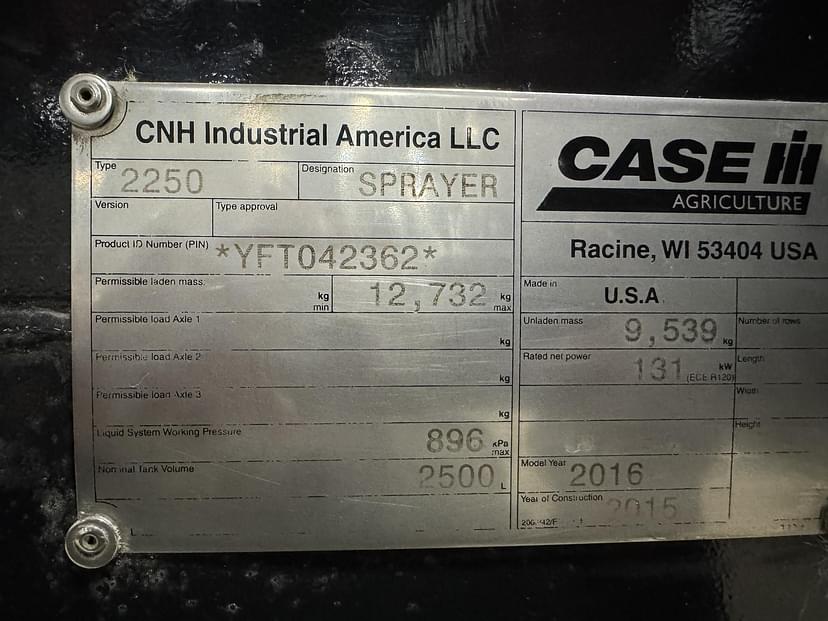 CNH Industrial America LLC
Type 2250
Designation SPRAYER
Version
Type approval
Product ID Number (PIN) *YFT042362*
Permissible laden mass. kg min 12,732 kg max
Permissible load Axle 1 kg
Permissible load Axle 2 kg
Permissible load Axle 3 kg
Liquid System Working Pressure 896 kPa max
Nominal Tank Volume 2500 L
CASE IH
AGRICULTURE
Racine, WI 53404 USA
Made in U.S.A.
Unladen mass 9,539 kg
Number of rows
Rated net power 131 kW (ECE R120)
Length
Width
Height
Model Year 2016
Year of Construction 2015